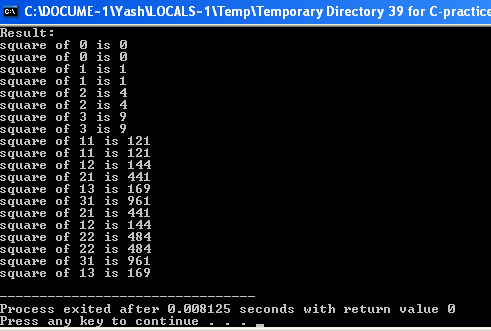 C:\DOCUME~1\Yash\LOCALS~1\Temp\Temporary Directory 39 for C-practice
Result:
square of 0 is 0
square of 0 is 0
square of 1 is 1
square of 1 is 1
square of 2 is 4
square of 2 is 4
square of 3 is 9
square of 3 is 9
square of 11 is 121
square of 11 is 121
square of 12 is 144
square of 21 is 441
square of 13 is 169
square of 31 is 961
square of 21 is 441
square of 12 is 144
square of 22 is 484
square of 22 is 484
square of 31 is 961
square of 13 is 169
--------------------------------
Process exited after 0.008125 seconds with return value 0
Press any key to continue . . .